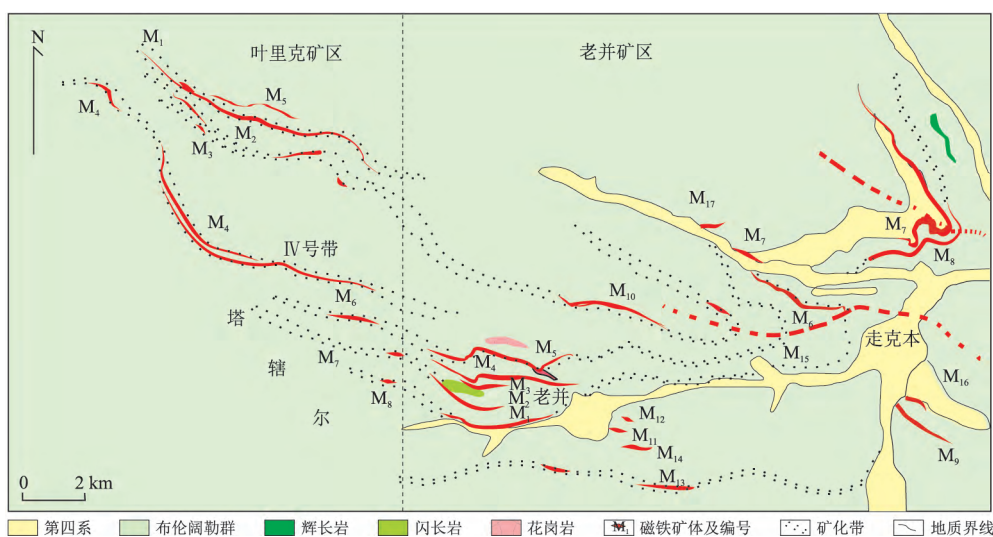 N
叶里克矿区
老并矿区
M1
M4
M5
M2
M3
M4
Ⅳ号带
M6
M7
M8
塔
辖
尔
M17
M7
M7
M8
M10
M6
M15
走克本
M5
M4
M3
M2
M1
老并
M12
M11
M14
M13
M16
M9
0 2 km
第四系 布伦阔勒群 辉长岩 闪长岩 花岗岩 M1 磁铁矿体及编号 矿化带 地质界线